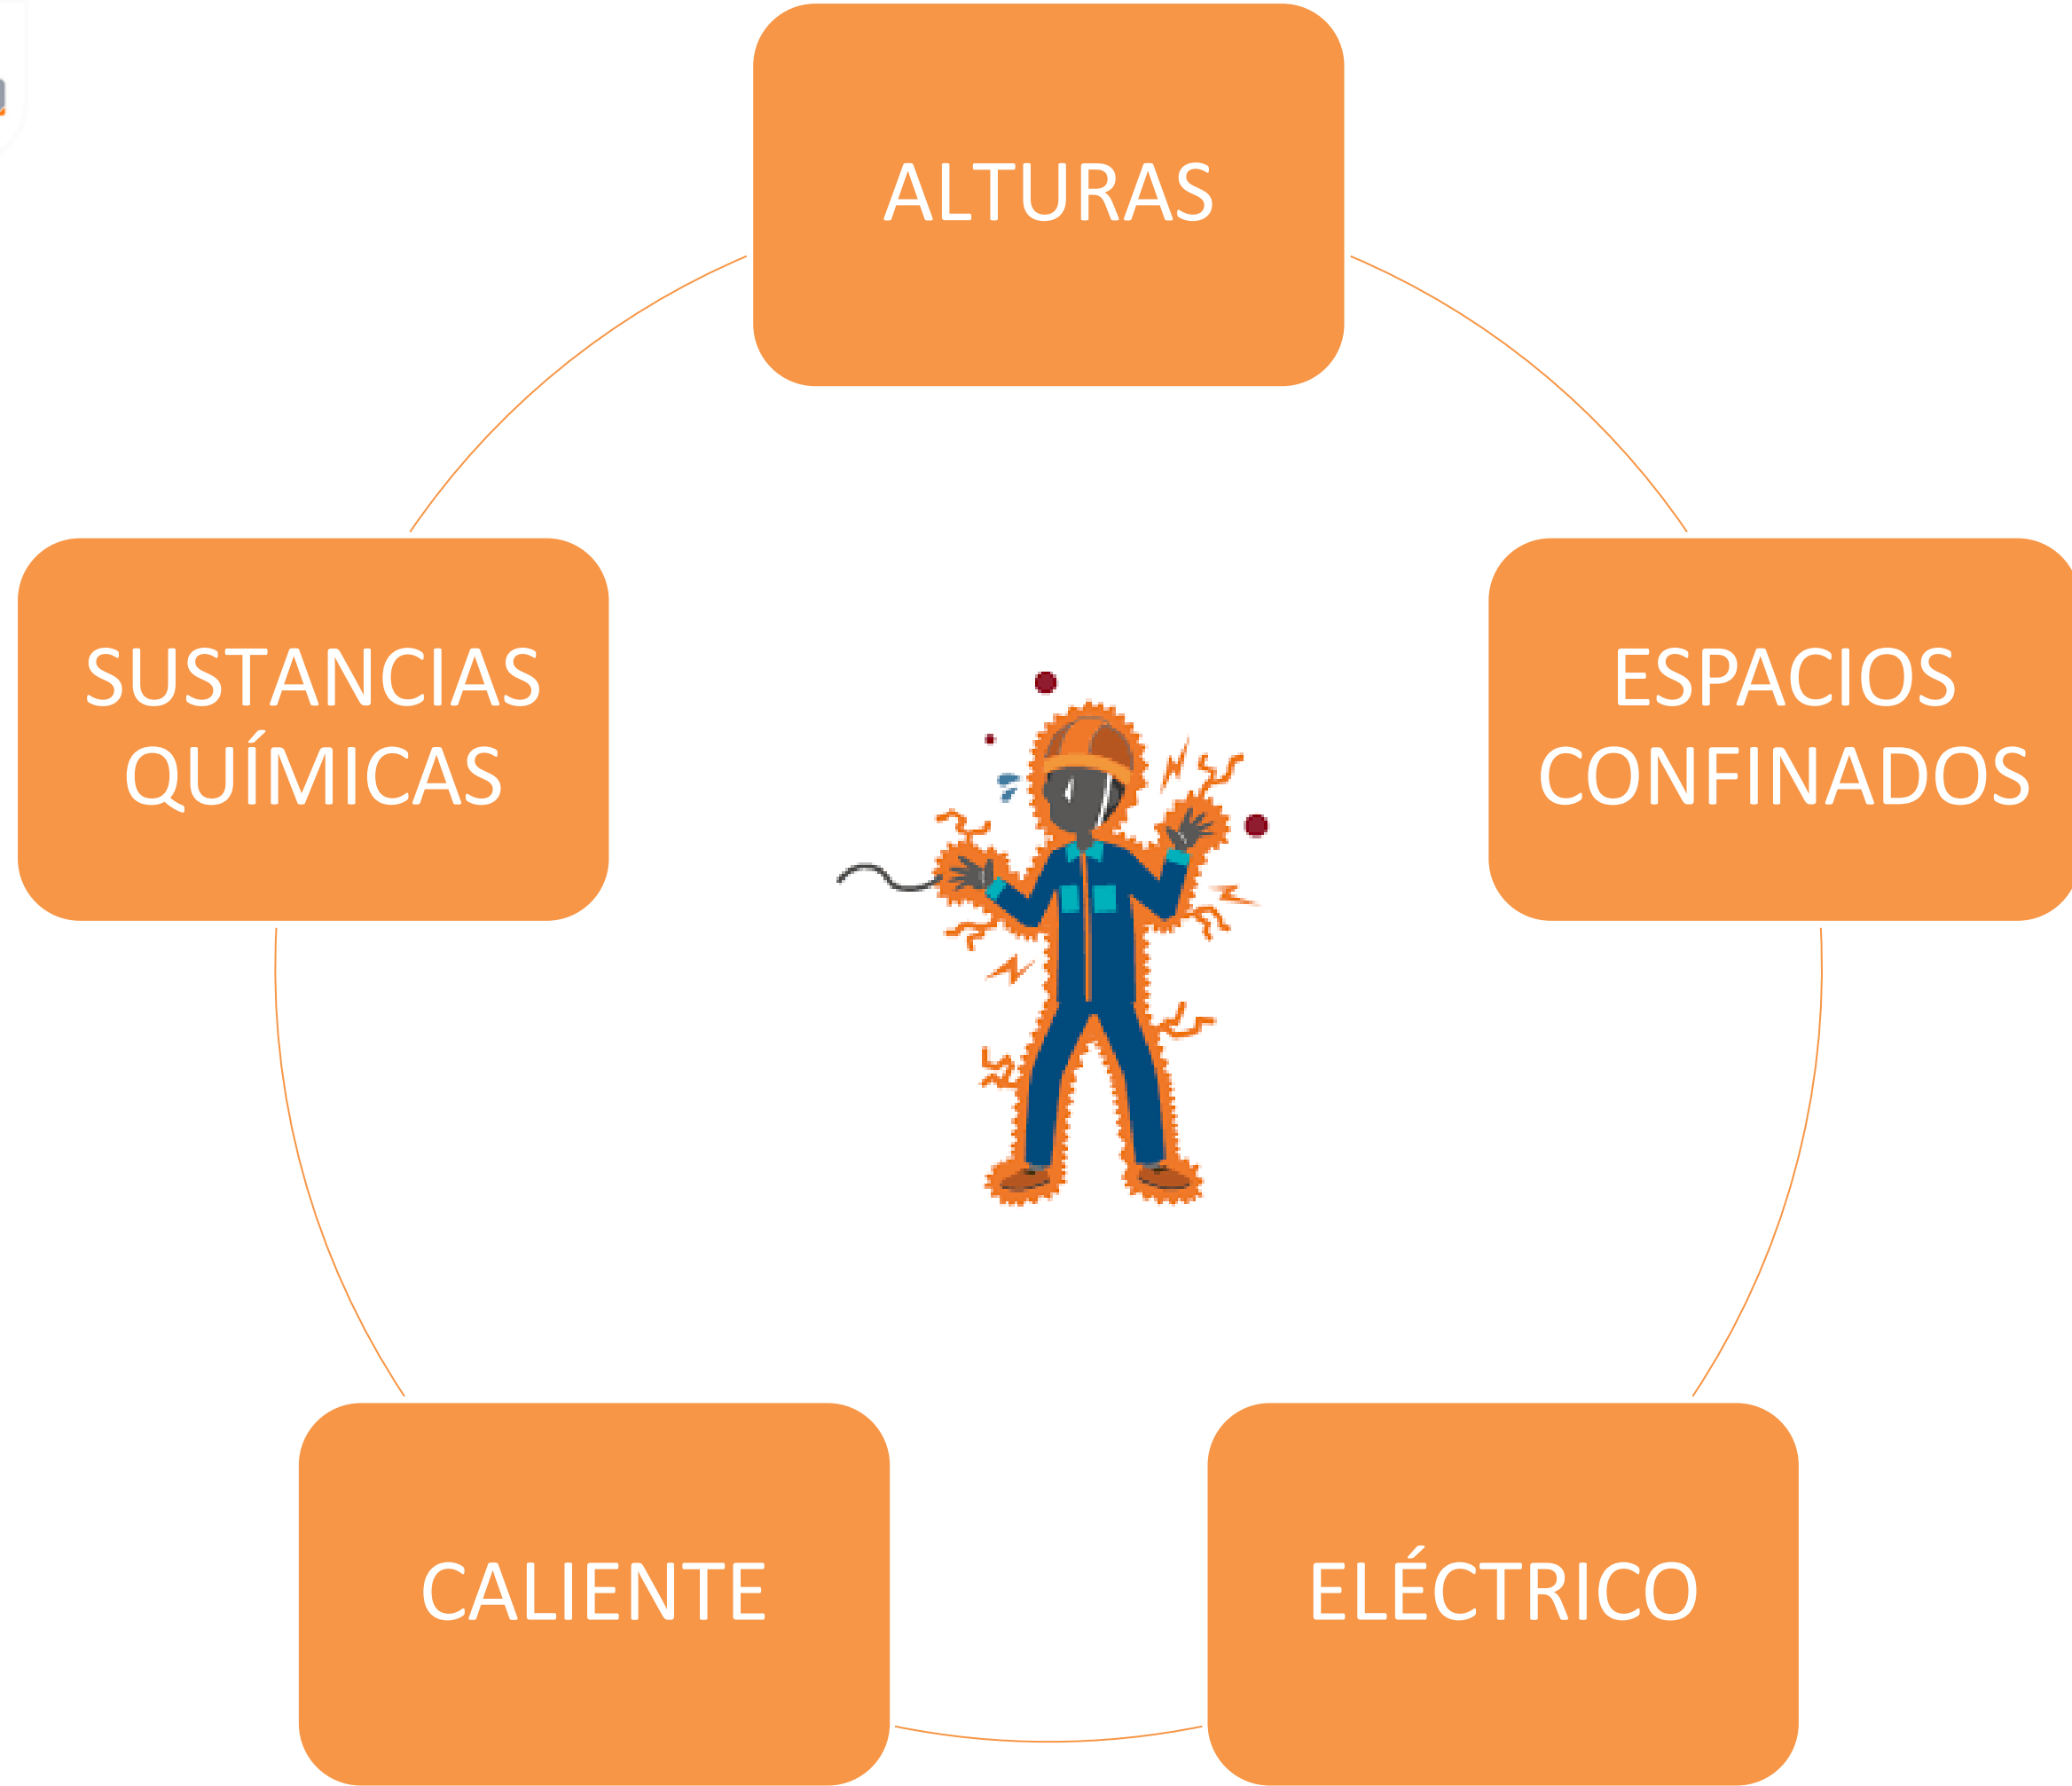 ALTURAS
SUSTANCIAS
QUÍMICAS
ESPACIOS
CONFINADOS
CALIENTE
ELÉCTRICO